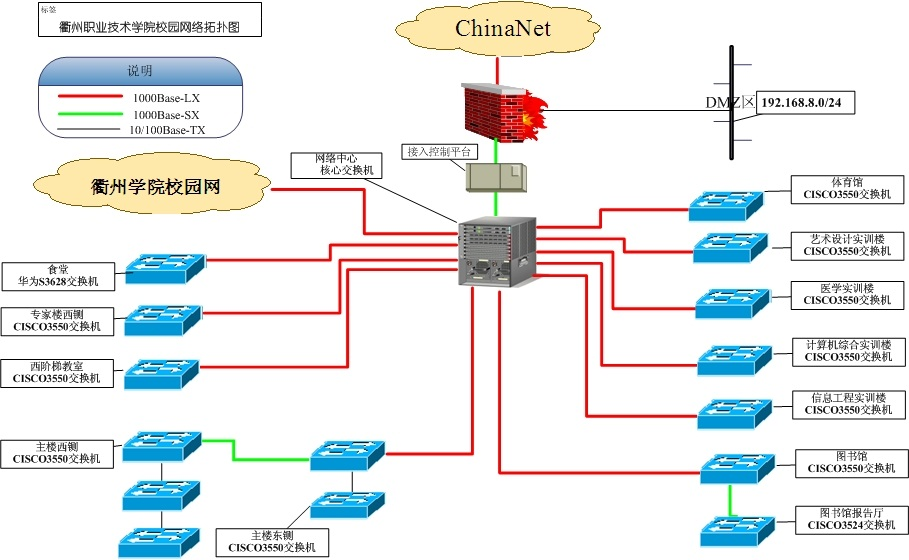 标签
衢州职业技术学院校园网络拓扑图
ChinaNet
说明
1000Base-LX
1000Base-SX
10/100Base-TX
DMZ区
192.168.8.0/24
接入控制平台
网络中心
核心交换机
衢州学院校园网
体育馆
CISCO3550交换机
艺术设计实训楼
CISCO3550交换机
食堂
华为S3628交换机
医学实训楼
CISCO3550交换机
专家楼西侧
CISCO3550交换机
计算机综合实训楼
CISCO3550交换机
西阶梯教室
CISCO3550交换机
信息工程实训楼
CISCO3550交换机
主楼西侧
CISCO3550交换机
图书馆
CISCO3550交换机
主楼东侧
CISCO3550交换机
图书馆报告厅
CISCO3524交换机